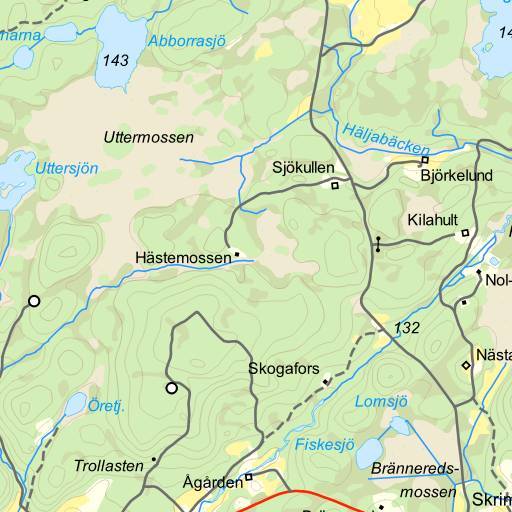 Abborrasjö
143
Uttermossen
Häljabäcken
Uttersjön
Sjökullen
Björkelund
Kilahult
Hästemossen
Nol-
132
Skogafors
Nästa
Öretj.
Lomsjö
Fiskesjö
Trollasten
Ågården
Brännereds-
mossen
Skrim